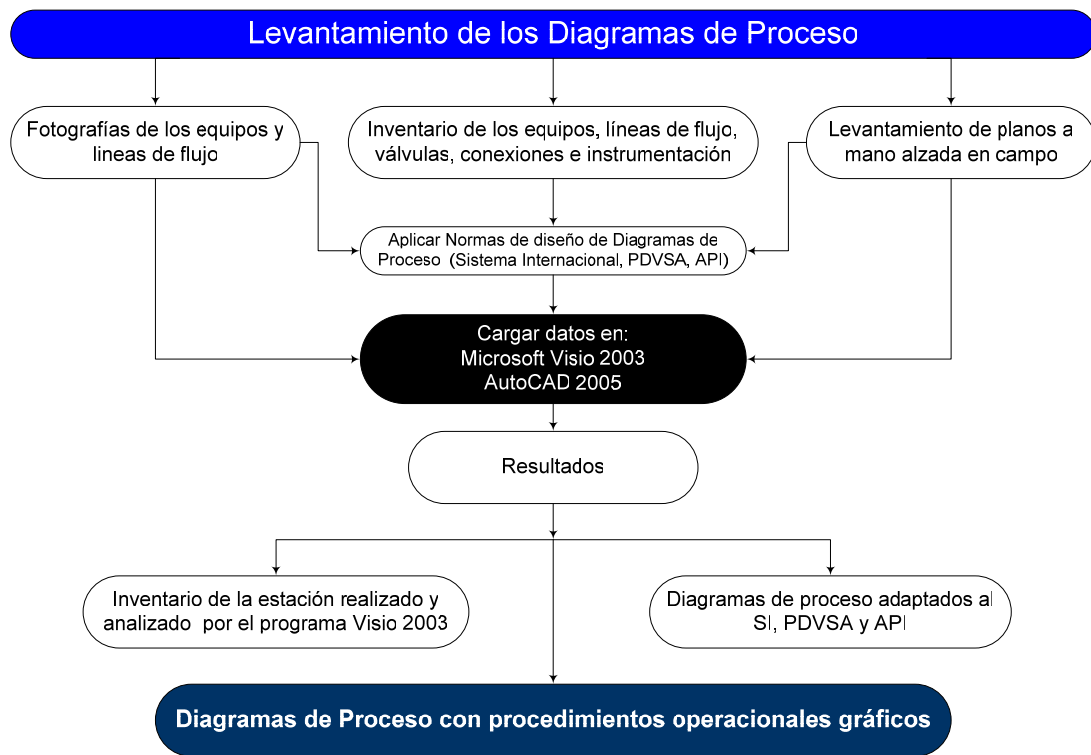 Levantamiento de los Diagramas de Proceso
Fotografías de los equipos y
lineas de flujo
Inventario de los equipos, líneas de flujo,
válvulas, conexiones e instrumentación
Levantamiento de planos a
mano alzada en campo
Aplicar Normas de diseño de Diagramas de
Proceso (Sistema Internacional, PDVSA, API)
Cargar datos en:
Microsoft Visio 2003
AutoCAD 2005
Resultados
Inventario de la estación realizado y
analizado por el programa Visio 2003
Diagramas de proceso adaptados al
SI, PDVSA y API
Diagramas de Proceso con procedimientos operacionales gráficos